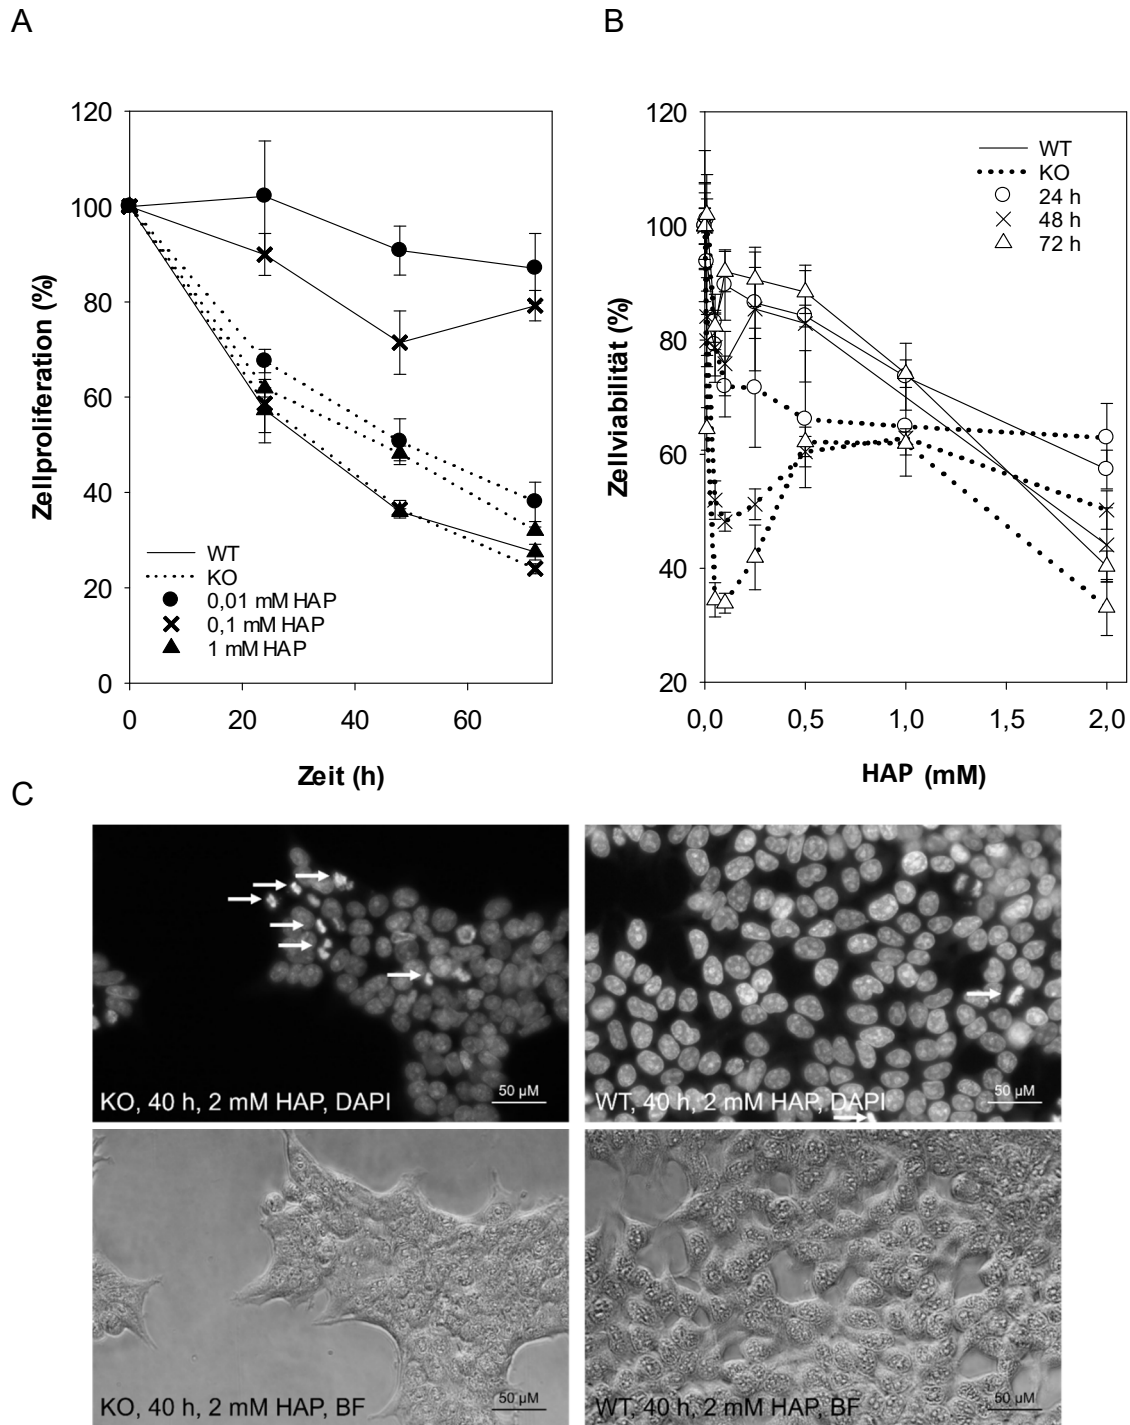 A
B
120
100
80
60
40
20
0
Zellproliferation (%)
WT
KO
0,01 mM HAP
0,1 mM HAP
1 mM HAP
0
20
40
60
Zeit (h)
120
100
80
60
40
20
Zellviabilität (%)
WT
KO
24 h
48 h
72 h
0,0
0,5
1,0
1,5
2,0
HAP (mM)
C
KO, 40 h, 2 mM HAP, DAPI
50 µM
WT, 40 h, 2 mM HAP, DAPI
50 µM
KO, 40 h, 2 mM HAP, BF
50 µM
WT, 40 h, 2 mM HAP, BF
50 µM